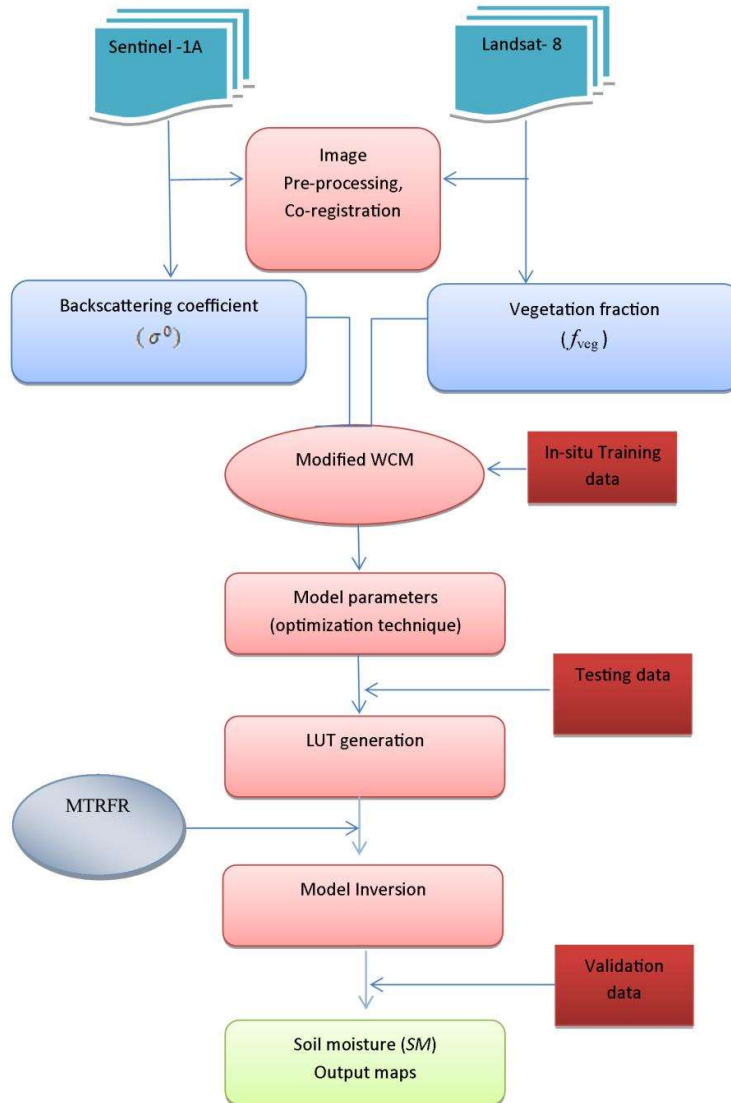 Sentinel -1A
Landsat- 8
Image
Pre-processing,
Co-registration
Backscattering coefficient
( σ⁰)
Vegetation fraction
(fveg )
Modified WCM
In-situ Training
data
Model parameters
(optimization technique)
Testing data
LUT generation
MTRFR
Model Inversion
Validation
data
Soil moisture (SM)
Output maps